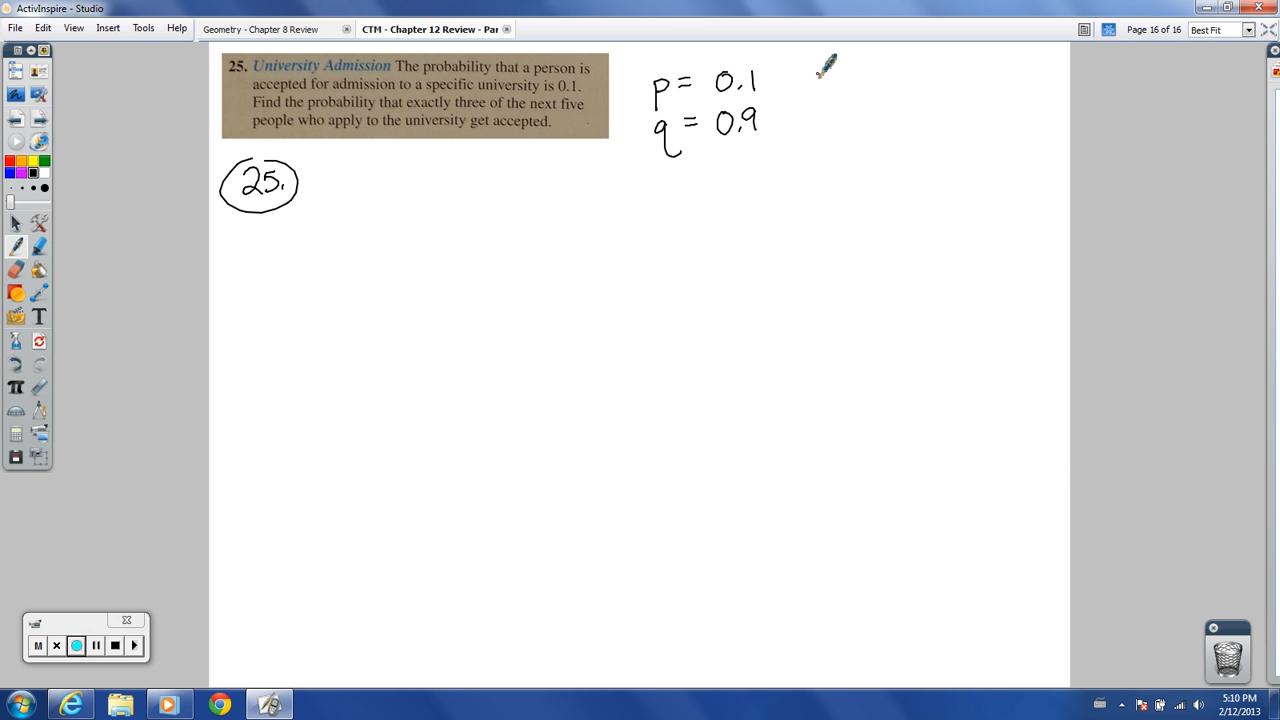 ActivInspire - Studio
File Edit View Insert Tools Help
Geometry - Chapter 8 Review
CTM - Chapter 12 Review - Par
Page 16 of 16
Best Fit
25. University Admission The probability that a person is
accepted for admission to a specific university is 0.1.
Find the probability that exactly three of the next five
people who apply to the university get accepted.
p = 0.1
q = 0.9
25.
M
5:10 PM
2/12/2013